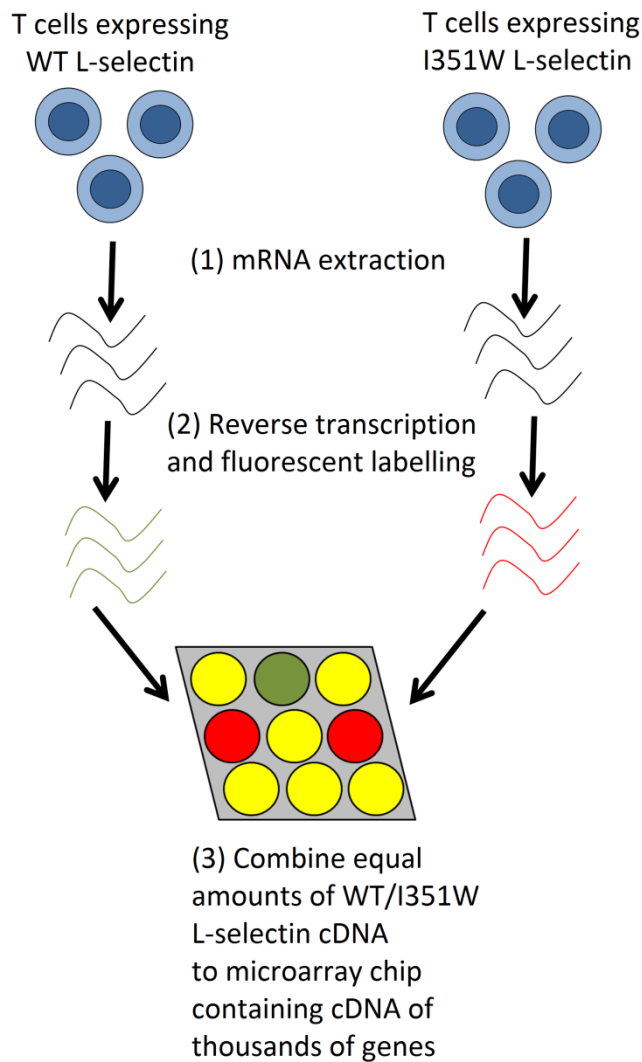 T cells expressing
WT L-selectin
T cells expressing
I351W L-selectin
(1) mRNA extraction
(2) Reverse transcription
and fluorescent labelling
(3) Combine equal
amounts of WT/I351W
L-selectin cDNA
to microarray chip
containing cDNA of
thousands of genes